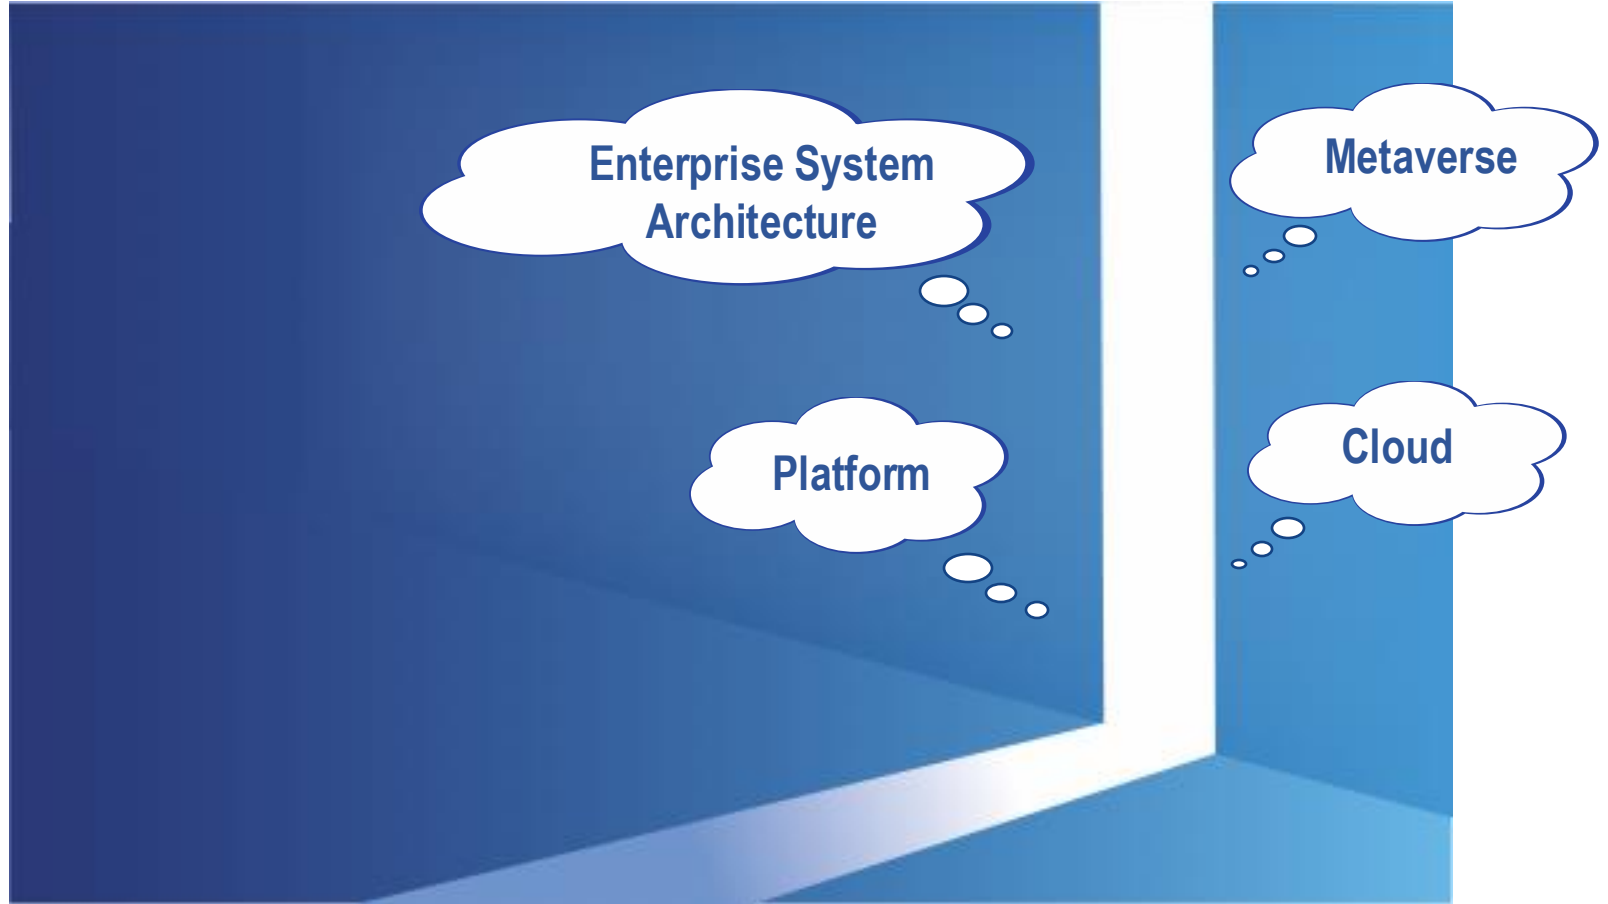 Enterprise System
Architecture
Metaverse
Platform
Cloud